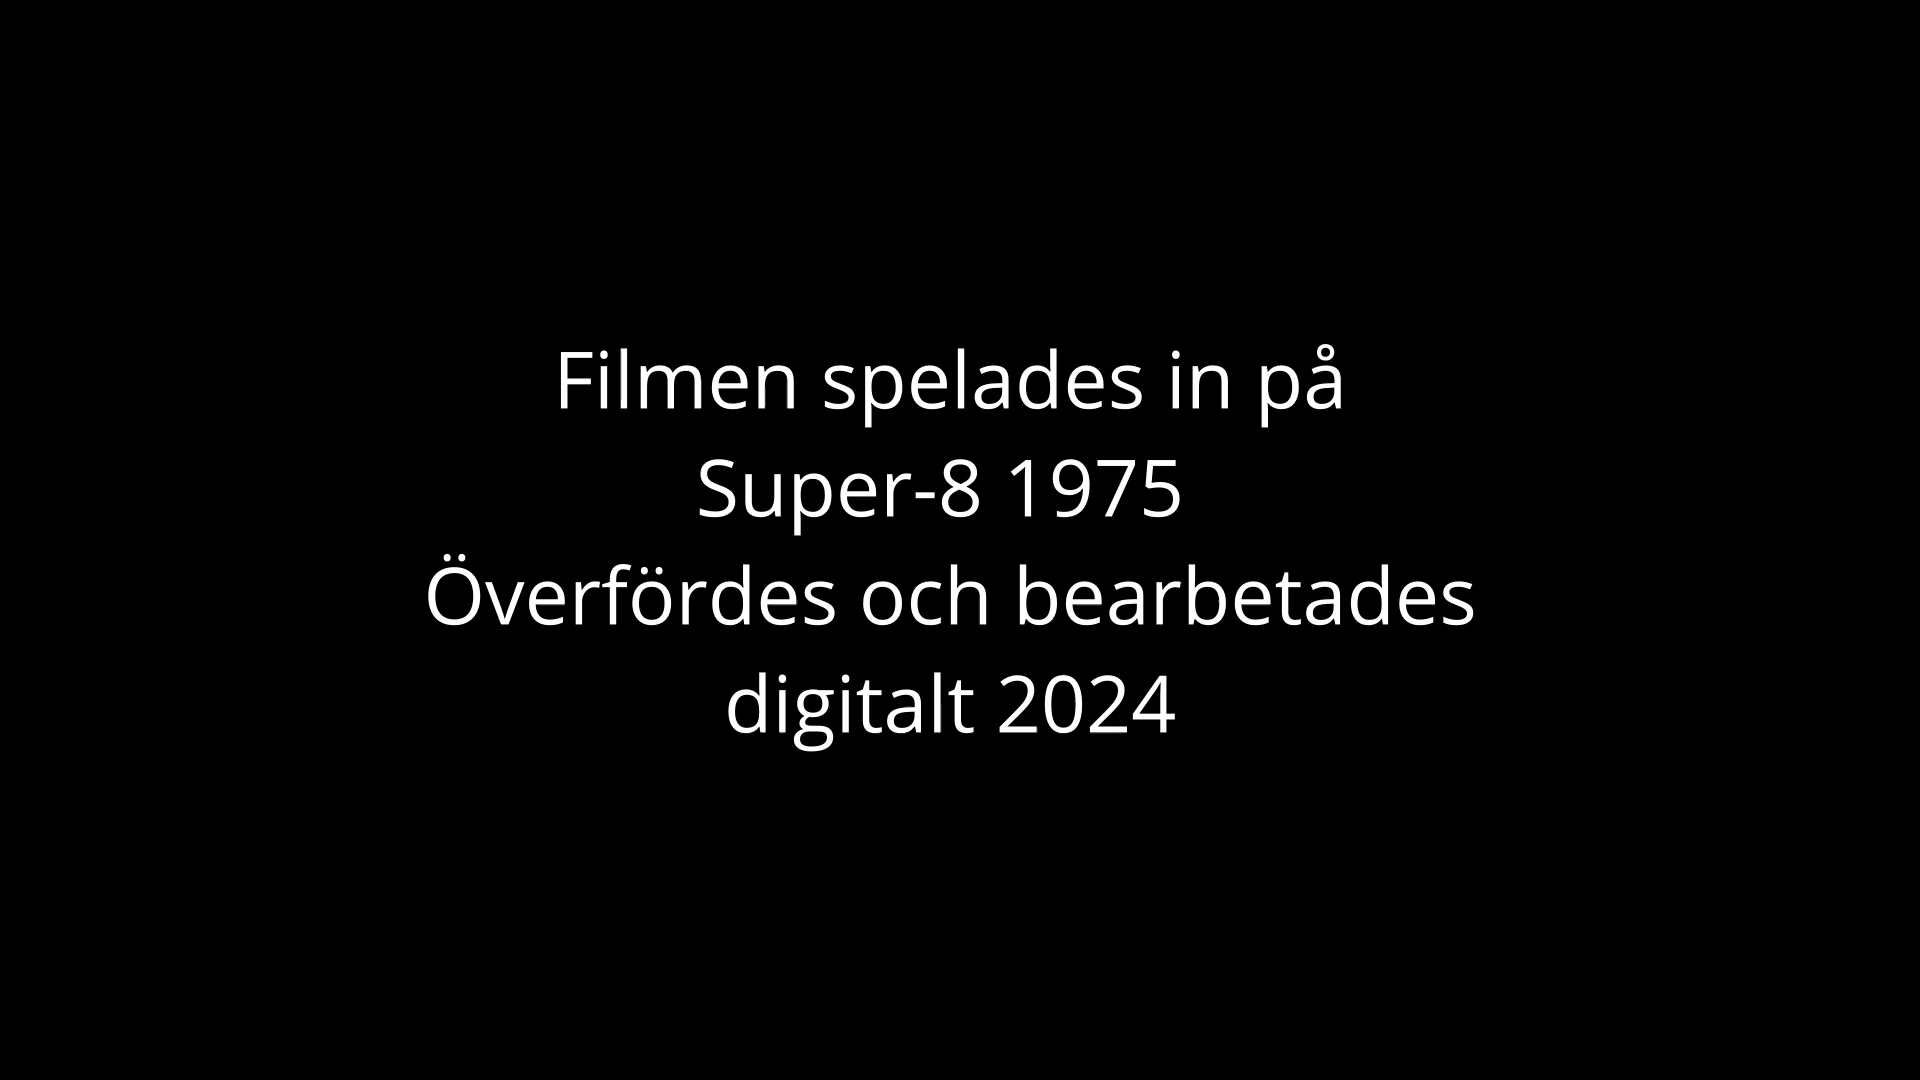 Filmen spelades in på
Super-8 1975
Överfördes och bearbetades
digitalt 2024